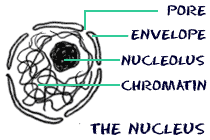 PORE
ENVELOPE
NUCLEOLUS
CHROMATIN
THE NUCLEUS